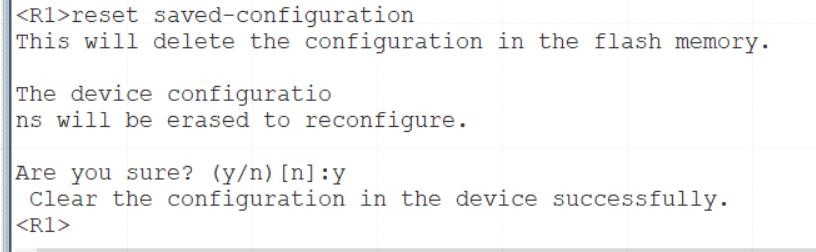 <R1>reset saved-configuration
This will delete the configuration in the flash memory.
The device configuratio
ns will be erased to reconfigure.
Are you sure? (y/n)[n]:y
 Clear the configuration in the device successfully.
<R1>